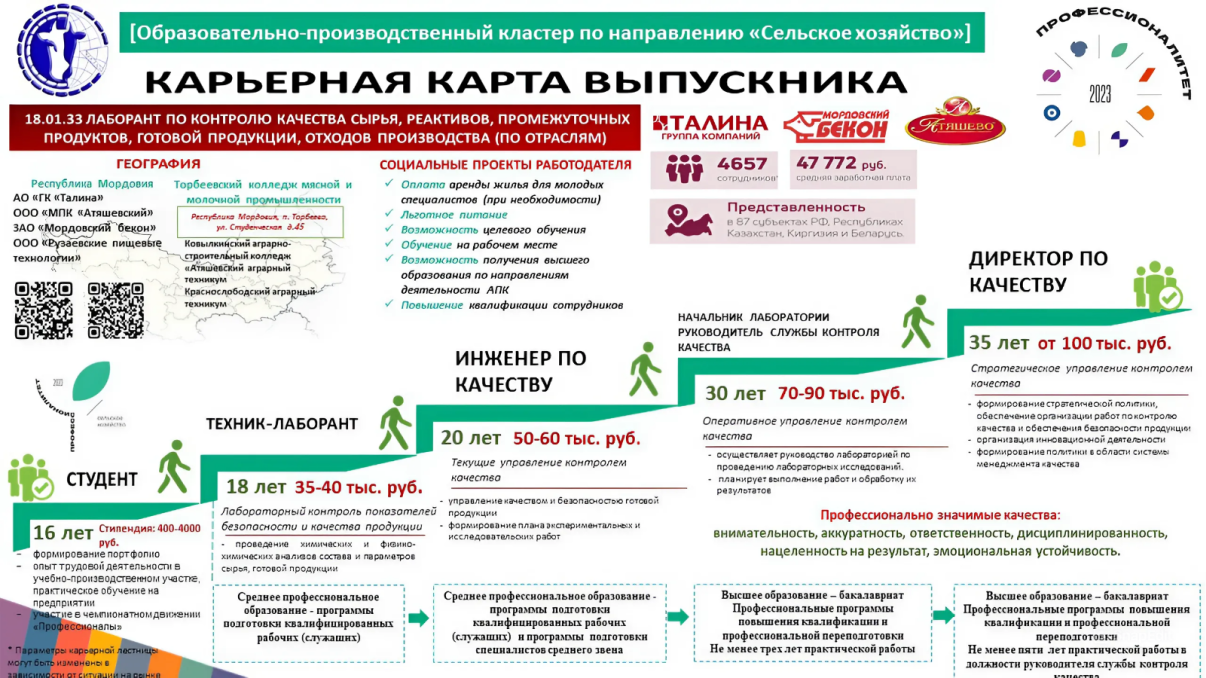 [Образовательно-производственный кластер по направлению «Сельское хозяйство»]
КАРЬЕРНАЯ КАРТА ВЫПУСКНИКА
ПРОФЕССИОНАЛИТЕТ
2023
18.01.33 ЛАБОРАНТ ПО КОНТРОЛЮ КАЧЕСТВА СЫРЬЯ, РЕАКТИВОВ, ПРОМЕЖУТОЧНЫХ
ПРОДУКТОВ, ГОТОВОЙ ПРОДУКЦИИ, ОТХОДОВ ПРОИЗВОДСТВА (ПО ОТРАСЛЯМ)
ТАЛИНА
ГРУППА КОМПАНИЙ
МОРДОВСКИЙ
БЕКОН
АТЯШЕВО
4657
сотрудников
47 772 руб.
средняя заработная плата
Представленность
в 87 субъектах РФ, Республиках
Казахстан, Киргизия и Беларусь.
ГЕОГРАФИЯ
Республика Мордовия
АО «ГК «Талина»
ООО «МПК «Атяшевский»
ЗАО «Мордовский бекон»
ООО «Рузаевские пищевые
технологии»
Торбеевский колледж мясной и
молочной промышленности
Республика Мордовия, п. Торбеево,
ул. Студенческая д.45
Ковылкинский аграрно-
строительный колледж
«Атяшевский аграрный
техникум
Краснослободский аграрный
техникум
СОЦИАЛЬНЫЕ ПРОЕКТЫ РАБОТОДАТЕЛЯ
✓ Оплата аренды жилья для молодых
специалистов (при необходимости)
✓ Льготное питание
✓ Возможность целевого обучения
✓ Обучение на рабочем месте
✓ Возможность получения высшего
образования по направлениям
деятельности АПК
✓ Повышение квалификации сотрудников
2023
ПРОФЕССИОНАЛИТЕТ
сельское
хозяйство
СТУДЕНТ
16 лет Стипендия: 400-4000
руб.
- формирование портфолио
- опыт трудовой деятельности в
учебно-производственном участке,
практическое обучение на
предприятии
- участие в чемпионатном движении
«Профессионалы»
* Параметры карьерной лестницы
могут быть изменены в
зависимости от ситуации на рынке
ТЕХНИК-ЛАБОРАНТ
18 лет 35-40 тыс. руб.
Лабораторный контроль показателей
безопасности и качества продукции
- проведение химических и физико-
химических анализов состава и параметров
сырья, готовой продукции
ИНЖЕНЕР ПО
КАЧЕСТВУ
20 лет 50-60 тыс. руб.
Текущие управление контролем
качества
- управление качеством и безопасностью готовой
продукции
- формирование плана экспериментальных и
исследовательских работ
НАЧАЛЬНИК ЛАБОРАТОРИИ
РУКОВОДИТЕЛЬ СЛУЖБЫ КОНТРОЛЯ
КАЧЕСТВА
30 лет 70-90 тыс. руб.
Оперативное управление контролем
качества
- осуществляет руководство лабораторией по
проведению лабораторных исследований.
- планирует выполнение работ и обработку их
результатов
ДИРЕКТОР ПО
КАЧЕСТВУ
35 лет от 100 тыс. руб.
Стратегическое управление контролем
качества
- формирование стратегической политики,
обеспечение организации работ по контролю
качества и обеспечения безопасности продукции
- организация инновационной деятельности
- формирование политики в области системы
менеджмента качества
Профессионально значимые качества:
внимательность, аккуратность, ответственность, дисциплинированность,
нацеленность на результат, эмоциональная устойчивость.
Среднее профессиональное
образование - программы
подготовки квалифицированных
рабочих (служащих)
Среднее профессиональное образование -
программы подготовки
квалифицированных рабочих
(служащих) и программы подготовки
специалистов среднего звена
Высшее образование – бакалавриат
Профессиональные программы
повышения квалификации и
профессиональной переподготовки
Не менее трех лет практической работы
Высшее образование – бакалавриат
Профессиональные программы повышения
квалификации и профессиональной
переподготовки
Не менее пяти лет практической работы в
должности руководителя службы контроля
качества